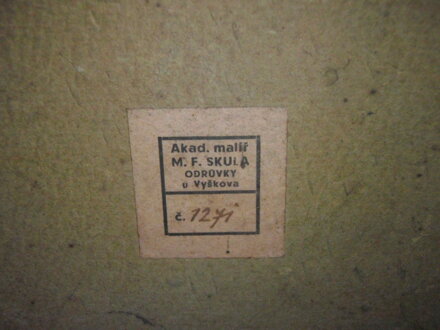 Akad. malíř
M. F. SKULA
ODRŮVKY
u Vyškova
č. 1271